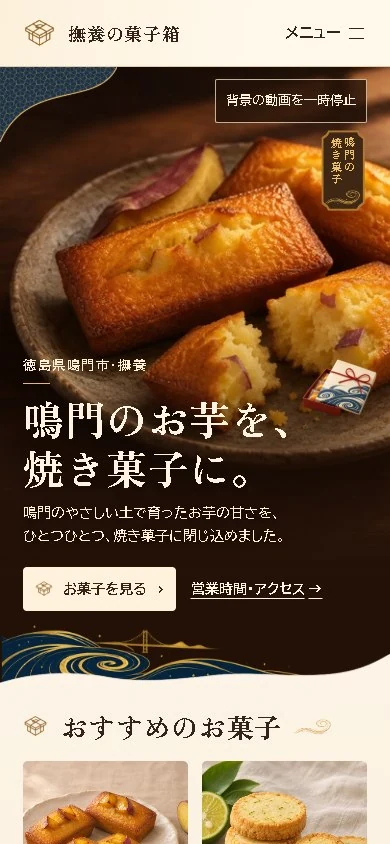 撫養の菓子箱
メニュー
背景の動画を一時停止
鳴門の
焼き菓子
徳島県鳴門市・撫養
鳴門のお芋を、
焼き菓子に。
鳴門のやさしい土で育ったお芋の甘さを、
ひとつひとつ、焼き菓子に閉じ込めました。
お菓子を見る ›
営業時間・アクセス →
おすすめのお菓子